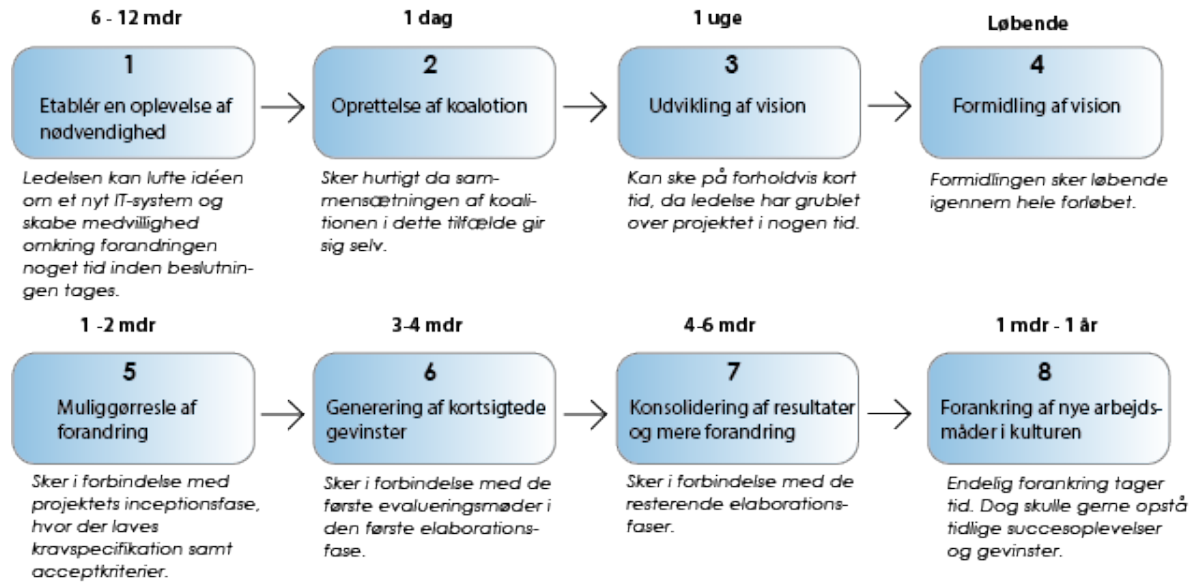 6 - 12 mdr
1
Etablér en oplevelse af
nødvendighed
Ledelsen kan lufte idéen
om et nyt IT-system og
skabe medvillighed
omkring forandringen
noget tid inden beslutnin-
gen tages.
1 dag
2
Oprettelse af koalotion
Sker hurtigt da sam-
mensætningen af koali-
tionen i dette tilfælde gir
sig selv.
1 uge
3
Udvikling af vision
Kan ske på forholdvis kort
tid, da ledelse har grublet
over projektet i nogen tid.
Løbende
4
Formidling af vision
Formidlingen sker løbende
igennem hele forløbet.
1 -2 mdr
5
Muliggørresle af
forandring
Sker i forbindelse med
projektets inceptionsfase,
hvor der laves
kravspecifikation samt
acceptkriterier.
3-4 mdr
6
Generering af kortsigtede
gevinster
Sker i forbindelse med de
første evalueringsmøder i
den første elaborations-
fase.
4-6 mdr
7
Konsolidering af resultater
og mere forandring
Sker i forbindelse med de
resterende elaborations-
faser.
1 mdr - 1 år
8
Forankring af nye arbejds-
måder i kulturen
Endelig forankring tager
tid. Dog skulle gerne opstå
tidlige succesoplevelser
og gevinster.